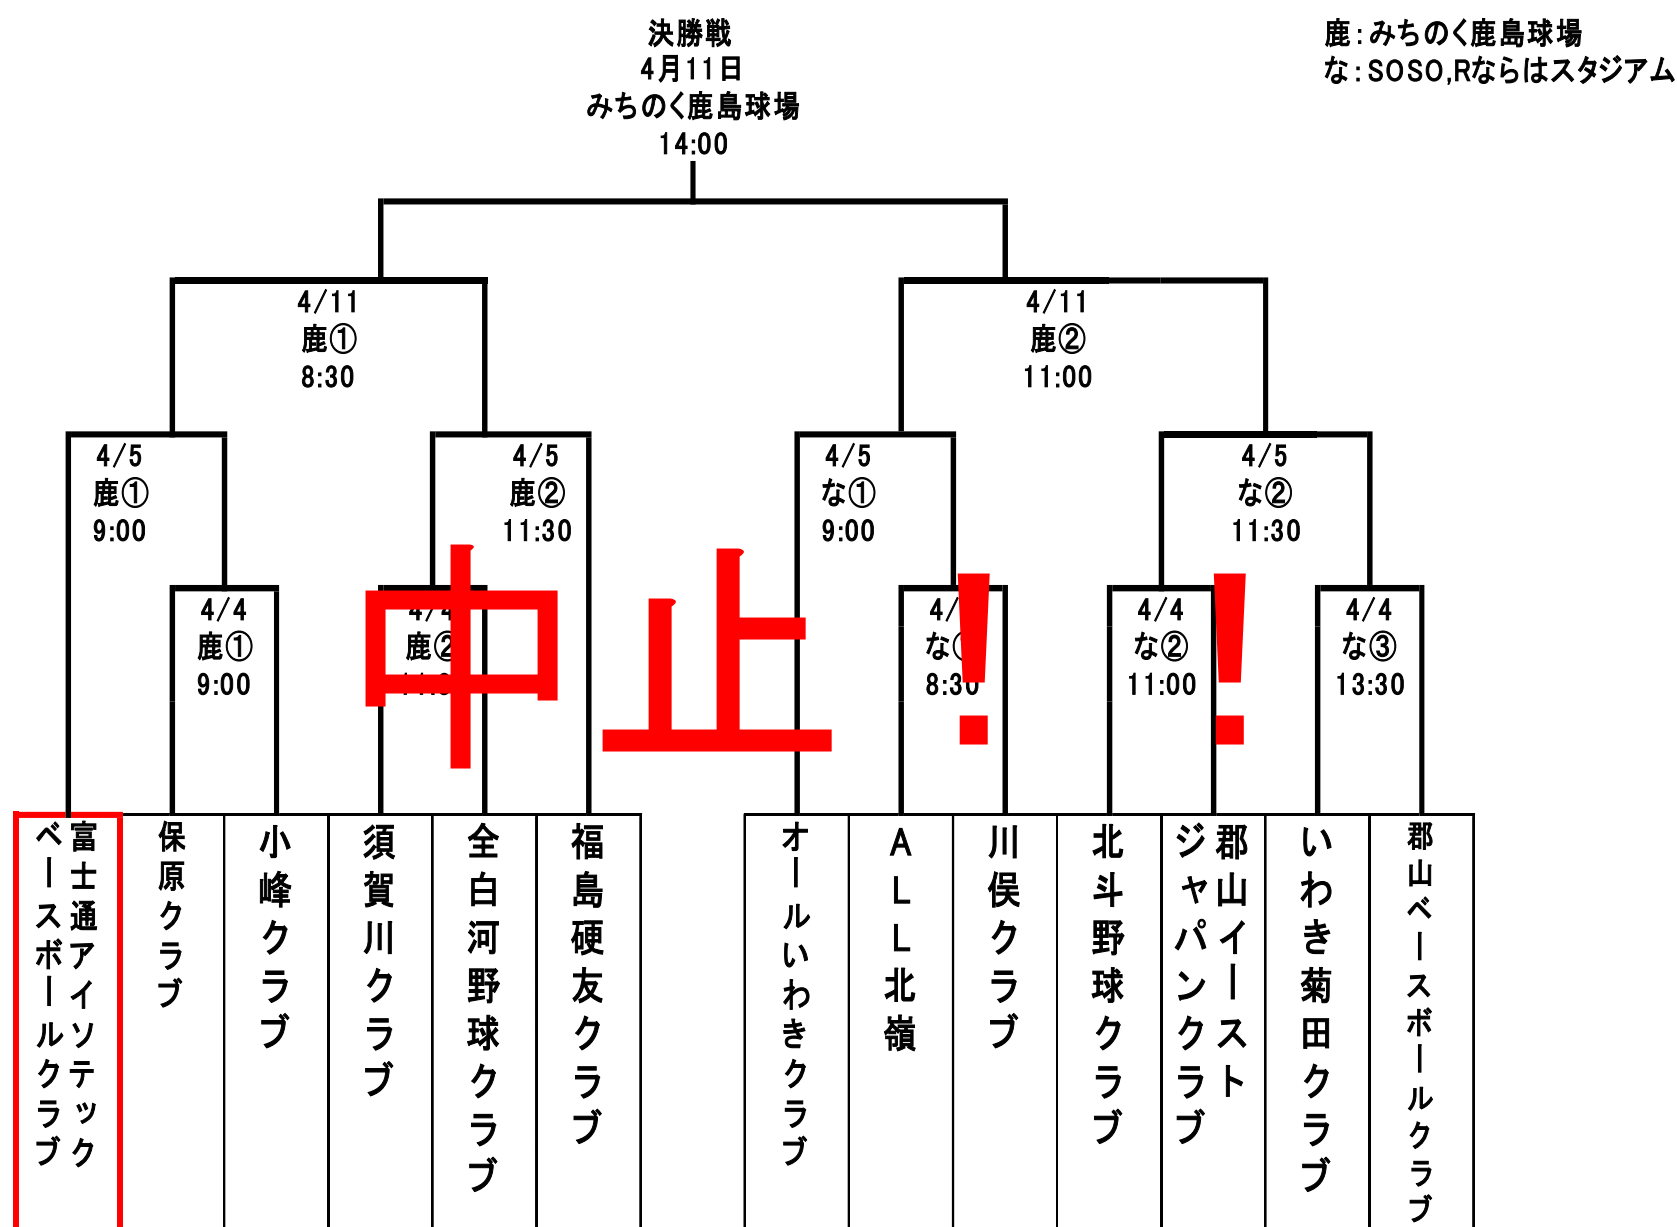 決勝戦
4月11日
みちのく鹿島球場
14:00
鹿:みちのく鹿島球場
な:SOSO,Rならはスタジアム
4/11
鹿①
8:30
4/11
鹿②
11:00
4/5
鹿①
9:00
4/5
鹿②
11:30
4/5
な①
9:00
4/5
な②
11:30
4/4
鹿①
9:00
4/4
鹿②
4/
な
8:30
4/4
な②
11:00
4/4
な③
13:30
中止!!
富士通アイソテック
ベースボールクラブ
保原クラブ
小峰クラブ
須賀川クラブ
全白河野球クラブ
福島硬友クラブ
オールいわきクラブ
ALL北嶺
川俣クラブ
北斗野球クラブ
郡山イースト
ジャパンクラブ
いわき菊田クラブ
郡山ベースボールクラブ